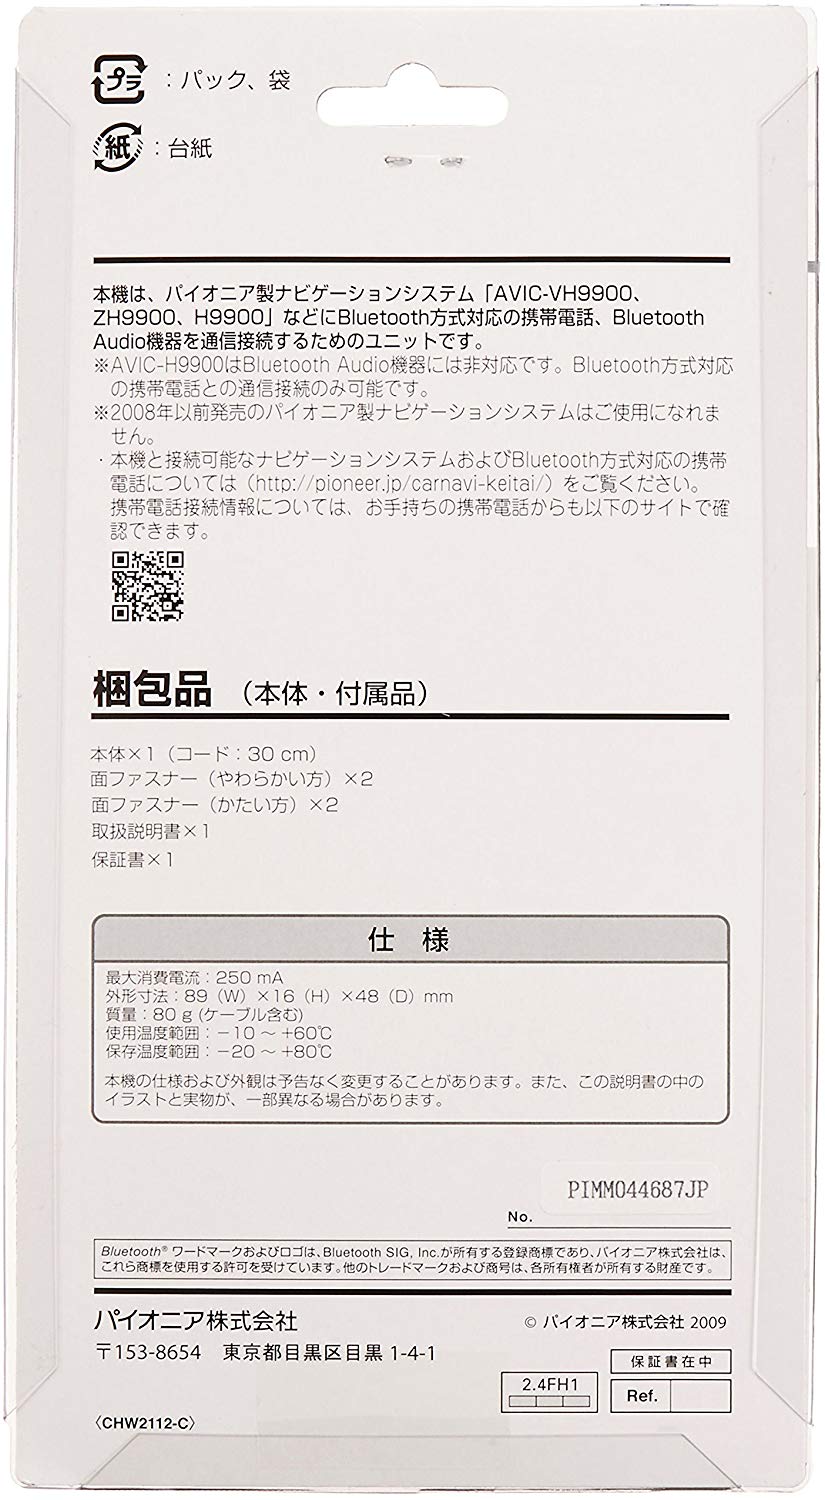 プラ：パック、袋
紙：台紙
本機は、パイオニア製ナビゲーションシステム「AVIC-VH9900、
ZH9900、H9900」などにBluetooth方式対応の携帯電話、Bluetooth
Audio機器を通信接続するためのユニットです。
※AVIC-H9900はBluetooth Audio機器には非対応です。Bluetooth方式対応
の携帯電話との通信接続のみ可能です。
※2008年以前発売のパイオニア製ナビゲーションシステムはご使用になれま
せん。
・本機と接続可能なナビゲーションシステムおよびBluetooth方式対応の携帯
電話については（http://pioneer.jp/carnavi-keitai/）をご覧ください。
携帯電話接続情報については、お手持ちの携帯電話からも以下のサイトで確
認できます。
梱包品（本体・付属品）
本体×1（コード：30 cm）
面ファスナー（やわらかい方）×2
面ファスナー（かたい方）×2
取扱説明書×1
保証書×1
仕 様
最大消費電流：250 mA
外形寸法：89（W）×16（H）×48（D）mm
質量：80 g (ケーブル含む)
使用温度範囲：－10 ～ +60℃
保存温度範囲：－20 ～ +80℃
本機の仕様および外観は予告なく変更することがあります。また、この説明書の中の
イラストと実物が、一部異なる場合があります。
PIMM044687JP
No.
Bluetooth® ワードマークおよびロゴは、Bluetooth SIG, Inc.が所有する登録商標であり、パイオニア株式会社は、
これら商標を使用する許可を受けています。他のトレードマークおよび商号は、各所有権者が所有する財産です。
パイオニア株式会社 © パイオニア株式会社 2009
〒153-8654 東京都目黒区目黒 1-4-1
保証書在中
2.4FH1
Ref.
〈CHW2112-C〉